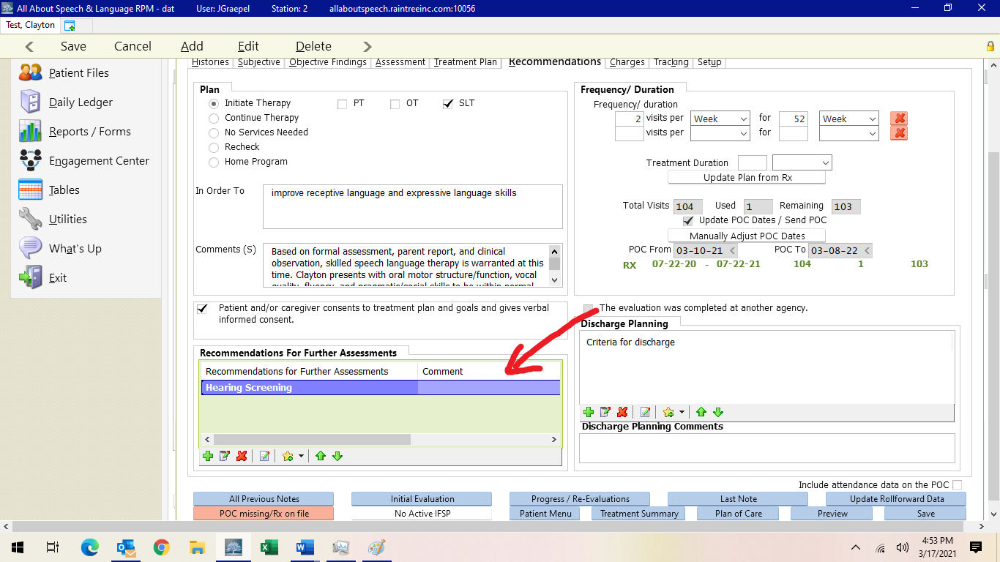 All About Speech & Language RPM - dat User: JGraepel Station: 2 allaboutspeech.raintreeinc.com:10056
Test, Clayton
Save Cancel Add Edit Delete
Patient Files
Daily Ledger
Reports / Forms
Engagement Center
Tables
Utilities
What's Up
Exit
Histories Subjective Objective Findings Assessment Treatment Plan Recommendations Charges Tracking Setup
Plan
Initiate Therapy PT OT SLT
Continue Therapy
No Services Needed
Recheck
Home Program
In Order To improve receptive language and expressive language skills
Comments (S) Based on formal assessment, parent report, and clinical
observation, skilled speech language therapy is warranted at this
time. Clayton presents with oral motor structure/function, vocal
quality, fluency, and pragmatic/social skills to be within normal
Patient and/or caregiver consents to treatment plan and goals and gives verbal
informed consent.
Recommendations For Further Assessments
Recommendations for Further Assessments Comment
Hearing Screening
Frequency/ Duration
Frequency/ duration
2 visits per Week for 52 Week
visits per for
Treatment Duration
Update Plan from Rx
Total Visits 104 Used 1 Remaining 103
Update POC Dates / Send POC
Manually Adjust POC Dates
POC From 03-10-21 POC To 03-08-22
RX 07-22-20 - 07-22-21 104 1 103
The evaluation was completed at another agency.
Discharge Planning
Criteria for discharge
Discharge Planning Comments
Include attendance data on the POC
All Previous Notes Initial Evaluation Progress / Re-Evaluations Last Note Update Rollforward Data
POC missing/Rx on file No Active IFSP Patient Menu Treatment Summary Plan of Care Preview Save
4:53 PM
3/17/2021